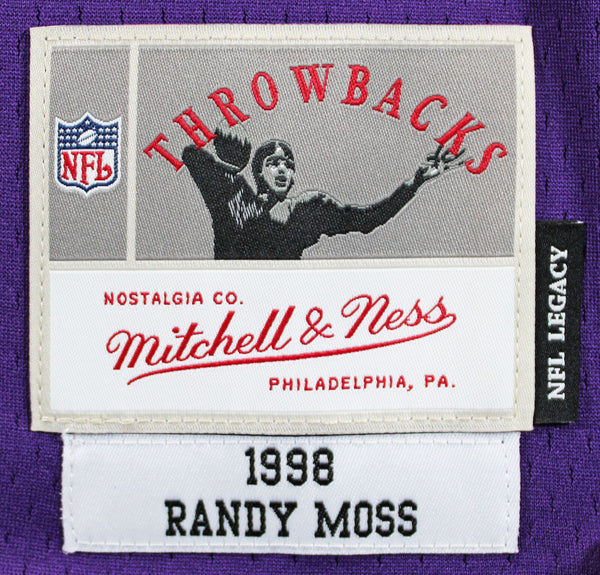 THROWBACKS
NFL
NOSTALGIA CO.
Mitchell & Ness
PHILADELPHIA, PA.
NFL LEGACY
1998
RANDY MOSS